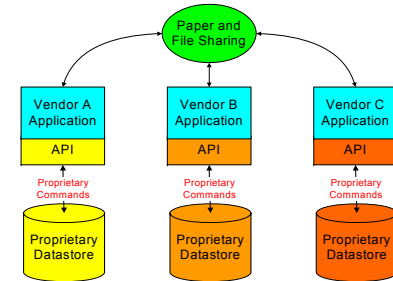 Paper and
File Sharing
Vendor A
Application
Vendor B
Application
Vendor C
Application
API
API
API
Proprietary
Commands
Proprietary
Commands
Proprietary
Commands
Proprietary
Datastore
Proprietary
Datastore
Proprietary
Datastore